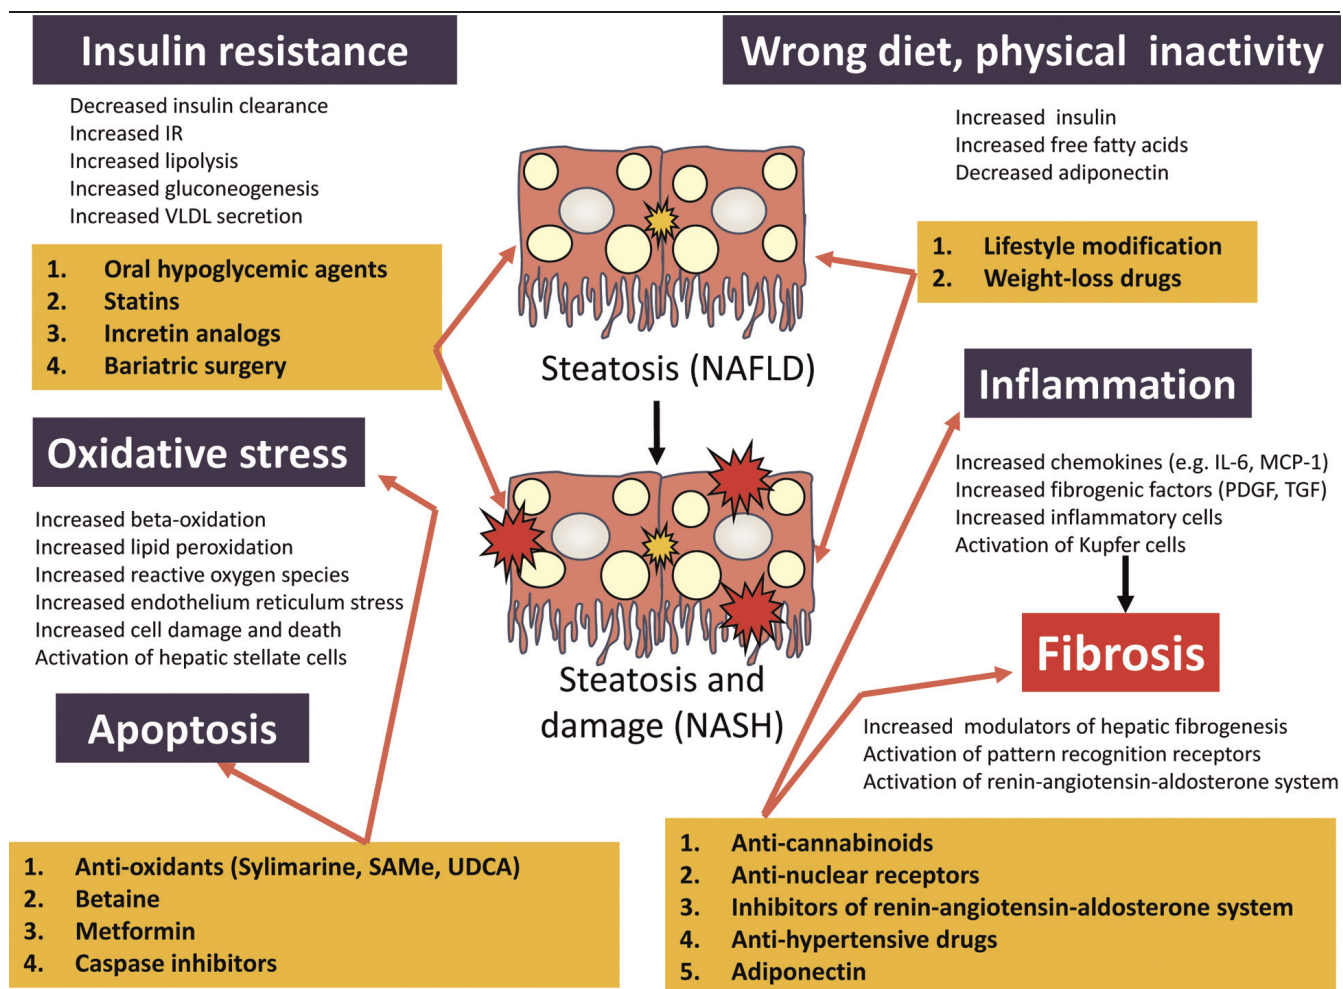 Insulin resistance
Decreased insulin clearance
Increased IR
Increased lipolysis
Increased gluconeogenesis
Increased VLDL secretion
1. Oral hypoglycemic agents
2. Statins
3. Incretin analogs
4. Bariatric surgery
Wrong diet, physical inactivity
Increased insulin
Increased free fatty acids
Decreased adiponectin
1. Lifestyle modification
2. Weight-loss drugs
Steatosis (NAFLD)
Oxidative stress
Increased beta-oxidation
Increased lipid peroxidation
Increased reactive oxygen species
Increased endothelium reticulum stress
Increased cell damage and death
Activation of hepatic stellate cells
Inflammation
Increased chemokines (e.g. IL-6, MCP-1)
Increased fibrogenic factors (PDGF, TGF)
Increased inflammatory cells
Activation of Kupfer cells
Steatosis and
damage (NASH)
Fibrosis
Increased modulators of hepatic fibrogenesis
Activation of pattern recognition receptors
Activation of renin-angiotensin-aldosterone system
Apoptosis
1. Anti-oxidants (Sylimarine, SAMe, UDCA)
2. Betaine
3. Metformin
4. Caspase inhibitors
1. Anti-cannabinoids
2. Anti-nuclear receptors
3. Inhibitors of renin-angiotensin-aldosterone system
4. Anti-hypertensive drugs
5. Adiponectin